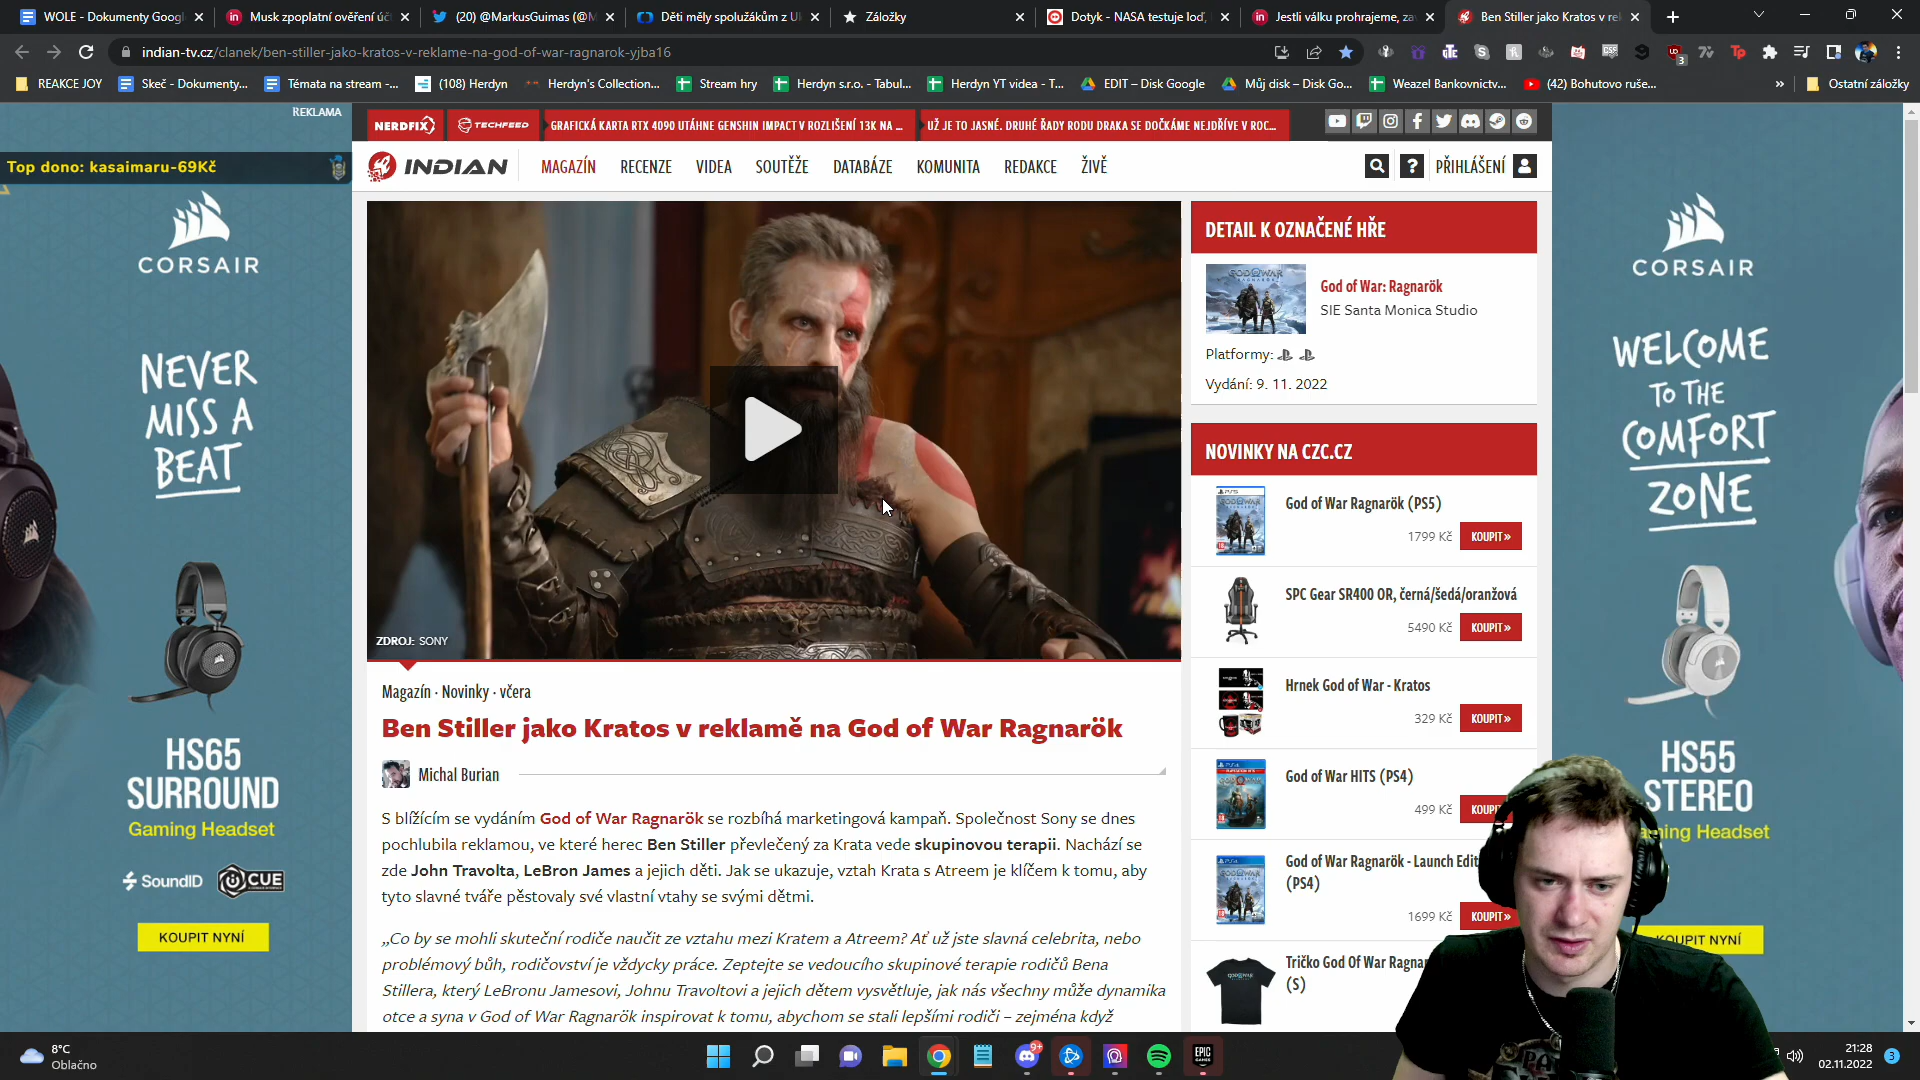 WOLE - Dokumenty Googl
Musk zpoplatní ověření úč
(20) @MarkusGuimas (@M
Děti měly spolužákům z U
Záložky
Dotyk - NASA testuje loď,
Jestli válku prohrajeme, za
Ben Stiller jako Kratos v re
indian-tv.cz/clanek/ben-stiller-jako-kratos-v-reklame-na-god-of-war-ragnarok-yjba16
REAKCE JOY
Skeč - Dokumenty...
Témata na stream -...
(108) Herdyn
Herdyn's Collection...
Stream hry
Herdyn s.r.o. - Tabul...
Herdyn YT videa - T...
EDIT – Disk Google
Můj disk – Disk Go...
Weazel Bankovnictv...
(42) Bohutovo ruše...
»
Ostatní záložky
REKLAMA
NERDFIX
TECHFEED
GRAFICKÁ KARTA RTX 4090 UTÁHNE GENSHIN IMPACT V ROZLIŠENÍ 13K NA ...
UŽ JE TO JASNÉ. DRUHÉ ŘADY RODU DRAKA SE DOČKÁME NEJDŘÍVE V ROC...
Top dono: kasaimaru-69Kč
INDIAN
MAGAZÍN
RECENZE
VIDEA
SOUTĚŽE
DATABÁZE
KOMUNITA
REDAKCE
ŽIVĚ
?
PŘIHLÁŠENÍ
CORSAIR
NEVER
MISS A
BEAT
HS65
SURROUND
Gaming Headset
SoundID
iCUE
KOUPIT NYNÍ
ZDROJ: SONY
Magazín · Novinky · včera
Ben Stiller jako Kratos v reklamě na God of War Ragnarök
Michal Burian
S blížícím se vydáním God of War Ragnarök se rozbíhá marketingová kampaň. Společnost Sony se dnes
pochlubila reklamou, ve které herec Ben Stiller převlečený za Krata vede skupinovou terapii. Nachází se
zde John Travolta, LeBron James a jejich děti. Jak se ukazuje, vztah Krata s Atreem je klíčem k tomu, aby
tyto slavné tváře pěstovaly své vlastní vtahy se svými dětmi.
„Co by se mohli skuteční rodiče naučit ze vztahu mezi Kratem a Atreem? Ať už jste slavná celebrita, nebo
problémový bůh, rodičovství je vždycky práce. Zeptejte se vedoucího skupinové terapie rodičů Bena
Stillera, který LeBronu Jamesovi, Johnu Travoltovi a jejich dětem vysvětluje, jak nás všechny může dynamika
otce a syna v God of War Ragnarök inspirovat k tomu, abychom se stali lepšími rodiči – zejména když
DETAIL K OZNAČENÉ HŘE
God of War: Ragnarök
SIE Santa Monica Studio
Platformy:
Vydání: 9. 11. 2022
NOVINKY NA CZC.CZ
God of War Ragnarök (PS5)
1799 Kč
KOUPIT »
SPC Gear SR400 OR, černá/šedá/oranžová
5490 Kč
KOUPIT »
Hrnek God of War - Kratos
329 Kč
KOUPIT »
God of War HITS (PS4)
499 Kč
KOUPI
God of War Ragnarök - Launch Edit
(PS4)
1699 Kč
KOUPIT »
Tričko God Of War Ragnar
(S)
CORSAIR
WELCOME
TO THE
COMFORT
ZONE
HS55
STEREO
ming Headset
KOUPIT NYNÍ
8°C
Oblačno
9+
EPIC
GAMES
21:28
02.11.2022
3